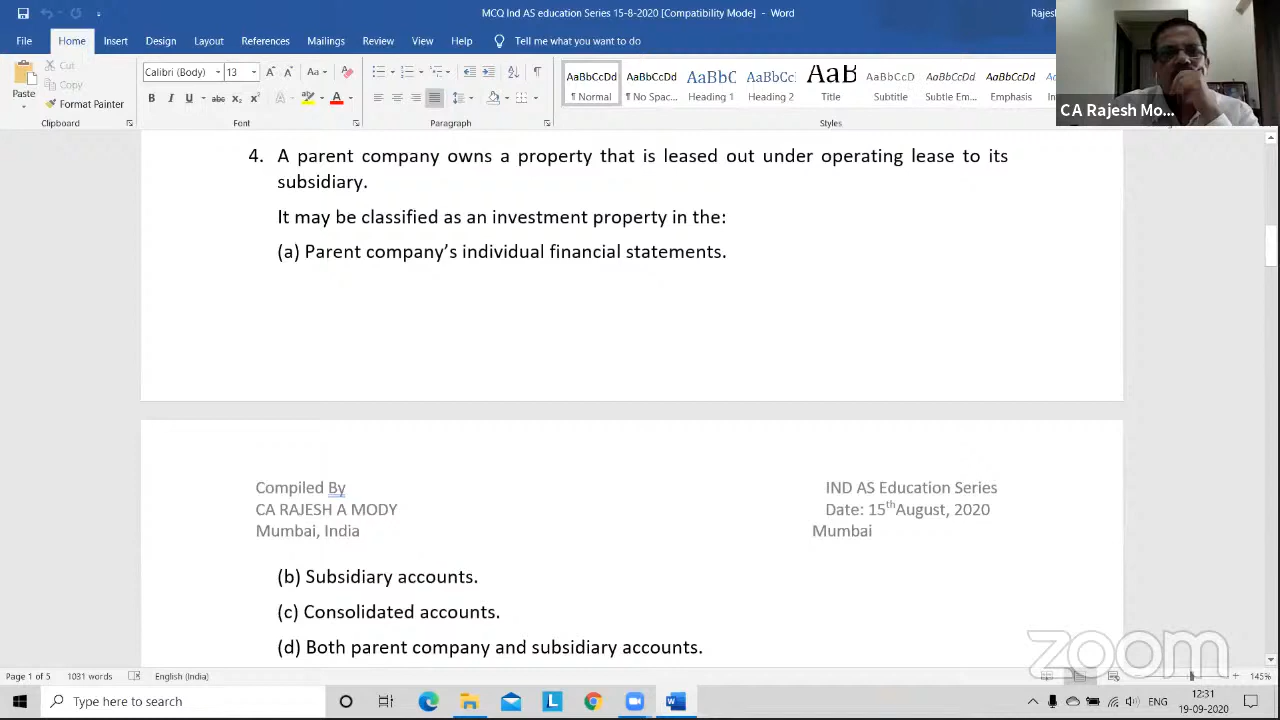 MCQ Ind AS education Series 15-8-2020 [Compatibility Mode] - Word
Rajesh
File Home Insert Design Layout References Mailings Review View Help Tell me what you want to do
Paste
Cut
Copy
Format Painter
Clipboard
Calibri (Body) 13
Font
Paragraph
AaBbCcDd AaBbCcDd AaBbC AaBbCc AaB AaBbCcD AaBbCcDd AaBbCcDd
¶ Normal ¶ No Spac... Heading 1 Heading 2 Title Subtitle Subtle Em... Emphasis
Styles
CA Rajesh Mo...
4. A parent company owns a property that is leased out under operating lease to its
subsidiary.
It may be classified as an investment property in the:
(a) Parent company's individual financial statements.
Compiled By
CA RAJESH A MODY
Mumbai, India
IND AS Education Series
Date: 15thAugust, 2020
Mumbai
(b) Subsidiary accounts.
(c) Consolidated accounts.
(d) Both parent company and subsidiary accounts.
zoom
Page 1 of 5 1031 words English (India) 145%
Type here to search
12:31
19-09-2020